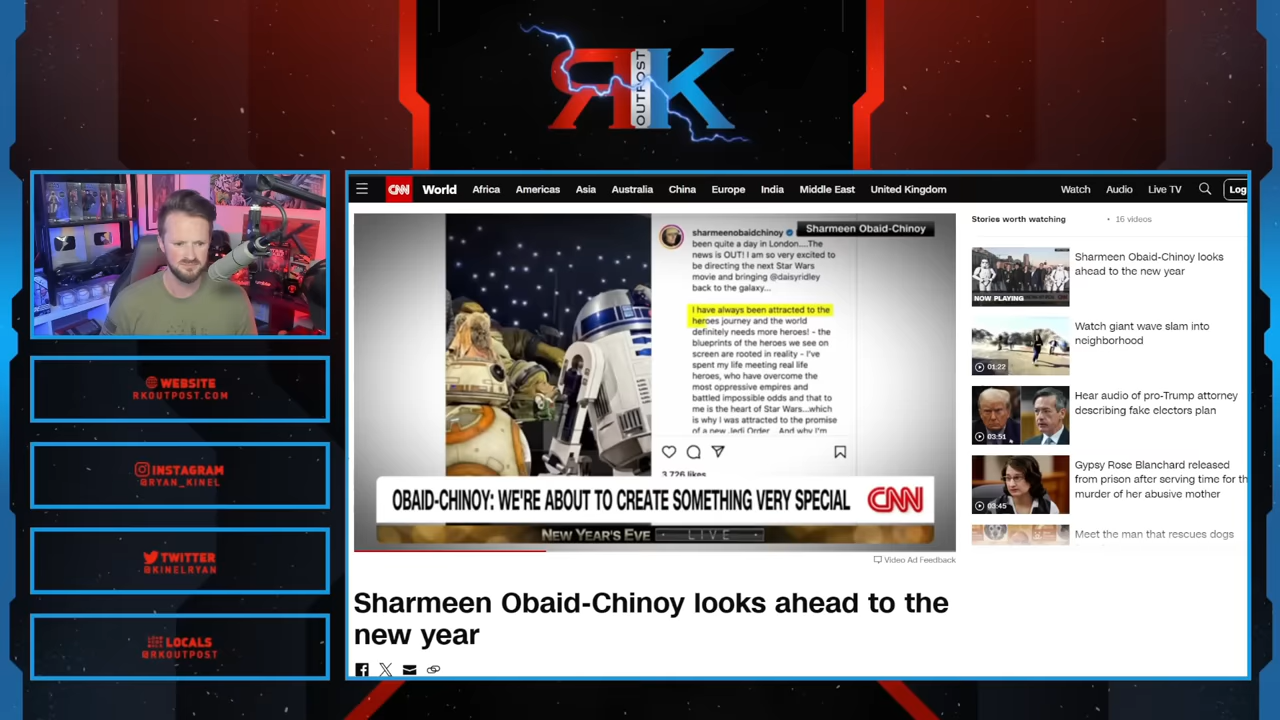 RK
OUTPOST
WEBSITE
RKOUTPOST.COM
INSTAGRAM
@RYAN_KINEL
TWITTER
@KINELRYAN
LOCALS
@RKOUTPOST
CNN World Africa Americas Asia Australia China Europe India Middle East United Kingdom Watch Audio Live TV Log
sharmeenobaidchinoy
Sharmeen Obaid-Chinoy
been quite a day in London....The
news is OUT! I am so very excited to
be directing the next Star Wars
movie and bringing @daisyridley
back to the galaxy...
I have always been attracted to the
heroes journey and the world
definitely needs more heroes! - the
blueprints of the heroes we see on
screen are rooted in reality - I've
spent my life meeting real life
heroes, who have overcome the
most oppressive empires and
battled impossible odds and that to
me is the heart of Star Wars...which
is why I was attracted to the promise
of a new Jedi Order And why I'm
3,726 likes
OBAID-CHINOY: WE'RE ABOUT TO CREATE SOMETHING VERY SPECIAL CNN
NEW YEAR'S EVE LIVE
Video Ad Feedback
Sharmeen Obaid-Chinoy looks ahead to the
new year
Stories worth watching • 16 videos
NOW PLAYING
Sharmeen Obaid-Chinoy looks
ahead to the new year
01:22
Watch giant wave slam into
neighborhood
03:51
Hear audio of pro-Trump attorney
describing fake electors plan
03:45
Gypsy Rose Blanchard released
from prison after serving time for th
murder of her abusive mother
Meet the man that rescues dogs